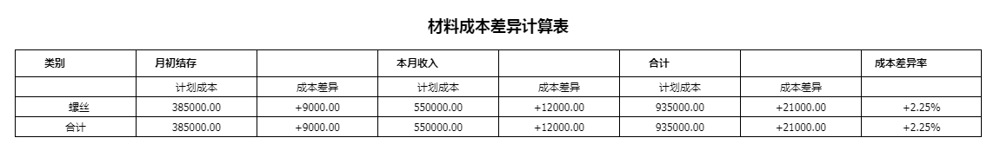 材料成本差异计算表
类别 月初结存 本月收入 合计 成本差异率
计划成本 成本差异 计划成本 成本差异 计划成本 成本差异
螺丝 385000.00 +9000.00 550000.00 +12000.00 935000.00 +21000.00 +2.25%
合计 385000.00 +9000.00 550000.00 +12000.00 935000.00 +21000.00 +2.25%